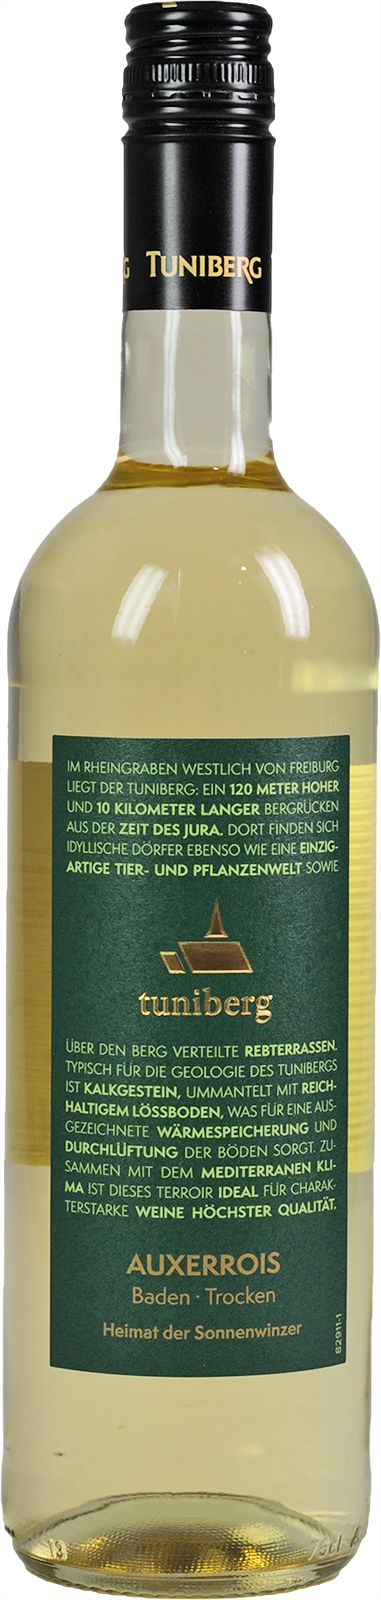 G TUNIBERG
IM RHEINGRABEN WESTLICH VON FREIBURG
LIEGT DER TUNIBERG: EIN 120 METER HOHER
UND 10 KILOMETER LANGER BERGRÜCKEN
AUS DER ZEIT DES JURA. DORT FINDEN SICH
IDYLLISCHE DÖRFER EBENSO WIE EINE EINZIG-
ARTIGE TIER- UND PFLANZENWELT SOWIE
tuniberg
ÜBER DEN BERG VERTEILTE REBTERRASSEN.
TYPISCH FÜR DIE GEOLOGIE DES TUNIBERGS
IST KALKGESTEIN, UMMANTELT MIT REICH-
HALTIGEM LÖSSBODEN, WAS FÜR EINE AUS-
GEZEICHNETE WÄRMESPEICHERUNG UND
DURCHLÜFTUNG DER BÖDEN SORGT. ZU-
SAMMEN MIT DEM MEDITERRANEN KLI-
MA IST DIESES TERROIR IDEAL FÜR CHARAK-
TERSTARKE WEINE HÖCHSTER QUALITÄT.
AUXERROIS
Baden · Trocken
Heimat der Sonnenwinzer
82911-1
13 75cl